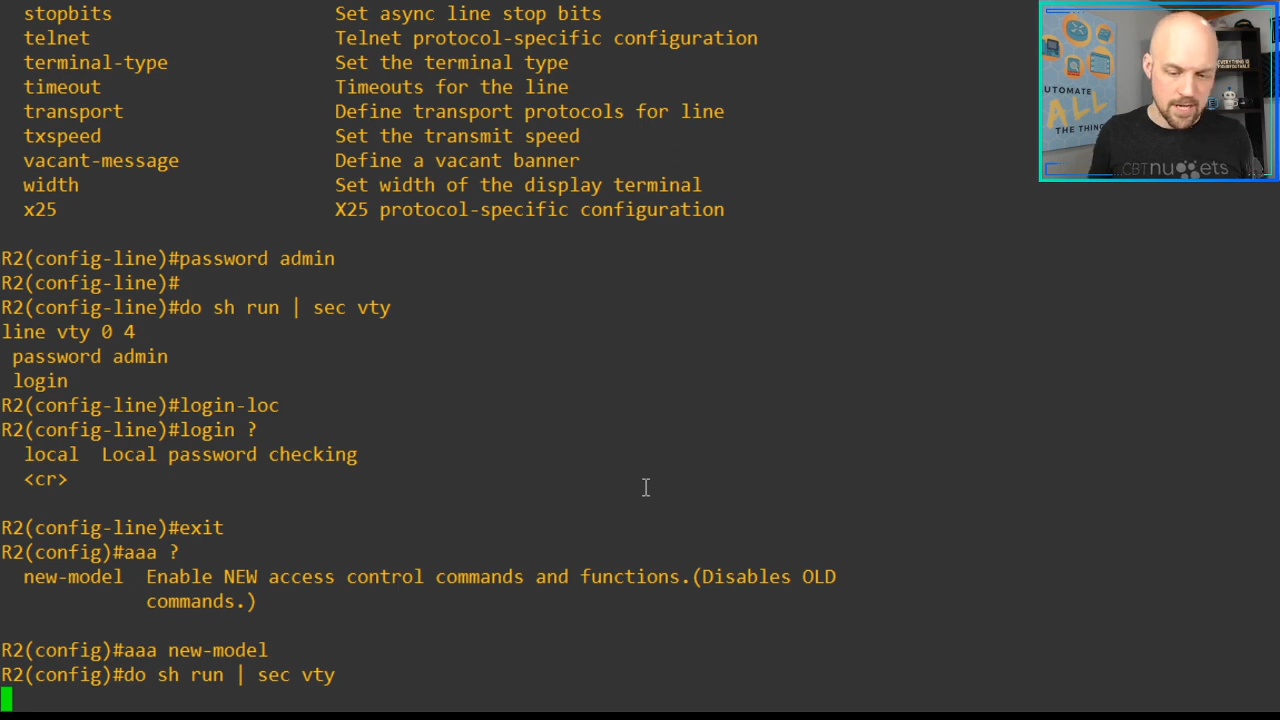 stopbits Set async line stop bits
telnet Telnet protocol-specific configuration
terminal-type Set the terminal type
timeout Timeouts for the line
transport Define transport protocols for line
txspeed Set the transmit speed
vacant-message Define a vacant banner
width Set width of the display terminal
x25 X25 protocol-specific configuration
R2(config-line)#password admin
R2(config-line)#
R2(config-line)#do sh run | sec vty
line vty 0 4
password admin
login
R2(config-line)#login-loc
R2(config-line)#login ?
local Local password checking
<cr>
R2(config-line)#exit
R2(config)#aaa ?
new-model Enable NEW access control commands and functions.(Disables OLD
commands.)
R2(config)#aaa new-model
R2(config)#do sh run | sec vty
UTOMATE
ALL
THE THING
CBTnuggets